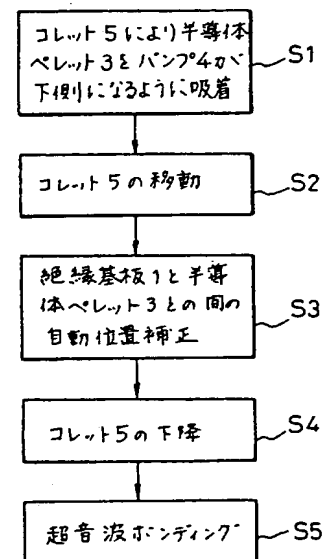 コレット5により半導体
ペレット3をバンプ4が
下側になるように吸着
S1
コレット5の移動
S2
絶縁基板1と半導
体ペレット3との間の
自動位置補正
S3
コレット5の下降
S4
超音波ボンディング
S5